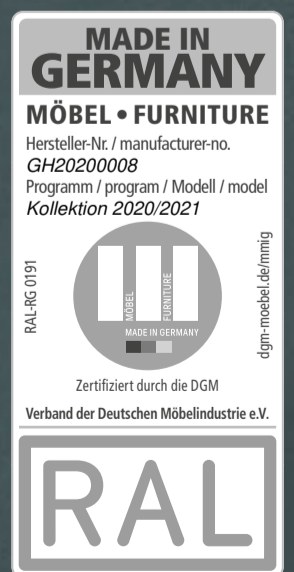 MADE IN
GERMANY
MÖBEL • FURNITURE
Hersteller-Nr. / manufacturer-no.
GH20200008
Programm / program / Modell / model
Kollektion 2020/2021
RAL-RG 0191
MÖBEL
FURNITURE
MADE IN GERMANY
dgm-moebel.de/mmig
Zertifiziert durch die DGM
Verband der Deutschen Möbelindustrie e.V.
RAL